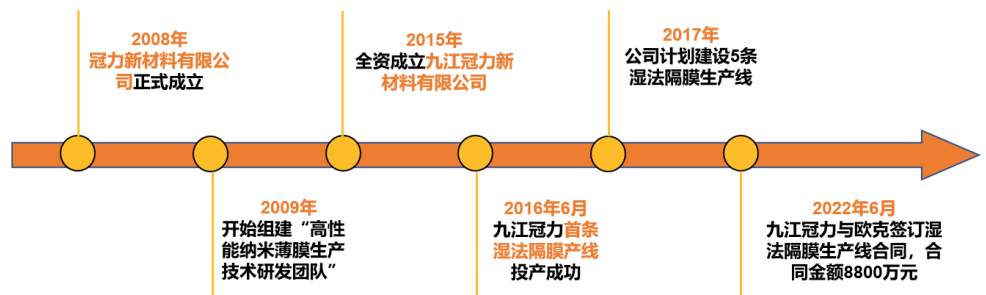 2008年
冠力新材料有限公
司正式成立
2009年
开始组建“高性
能纳米薄膜生产
技术研发团队”
2015年
全资成立九江冠力新
材料有限公司
2016年6月
九江冠力首条
湿法隔膜产线
投产成功
2017年
公司计划建设5条
湿法隔膜生产线
2022年6月
九江冠力与欧克签订湿
法隔膜生产线合同，合
同金额8800万元